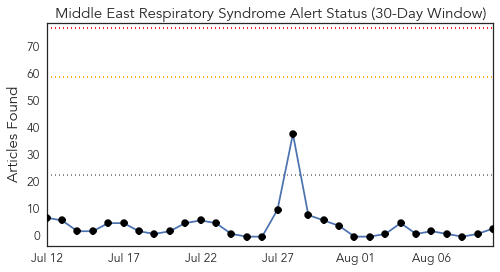 Middle East Respiratory Syndrome Alert Status (30-Day Window)
Articles Found
70
60
50
40
30
20
10
0
Jul 12
Jul 17
Jul 22
Jul 27
Aug 01
Aug 06